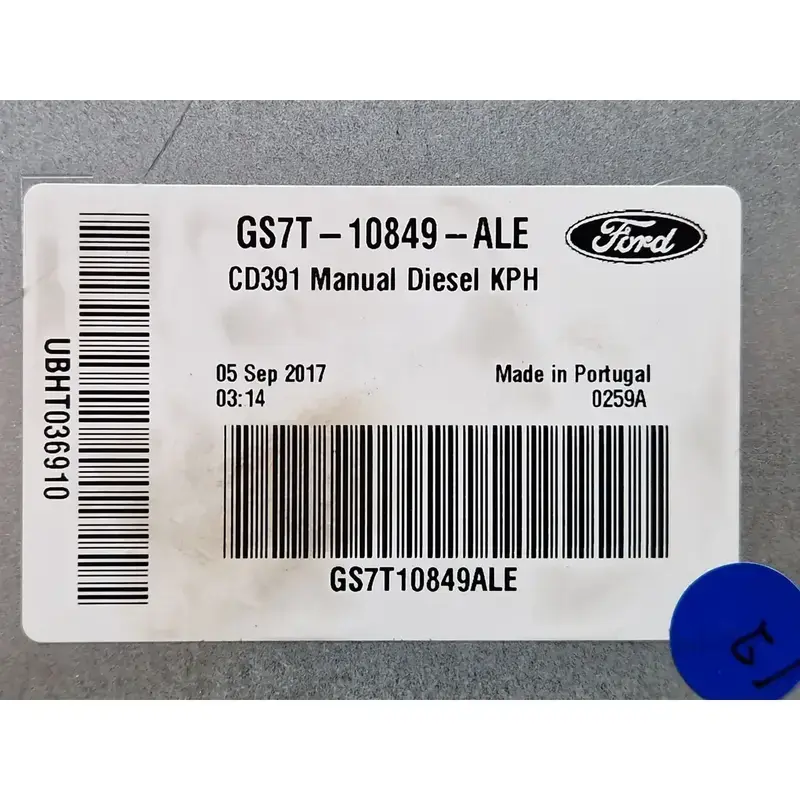 GS7T-10849-ALE
Ford
CD391 Manual Diesel KPH
05 Sep 2017
Made in Portugal
03:14
0259A
GS7T10849ALE
UBHT036910